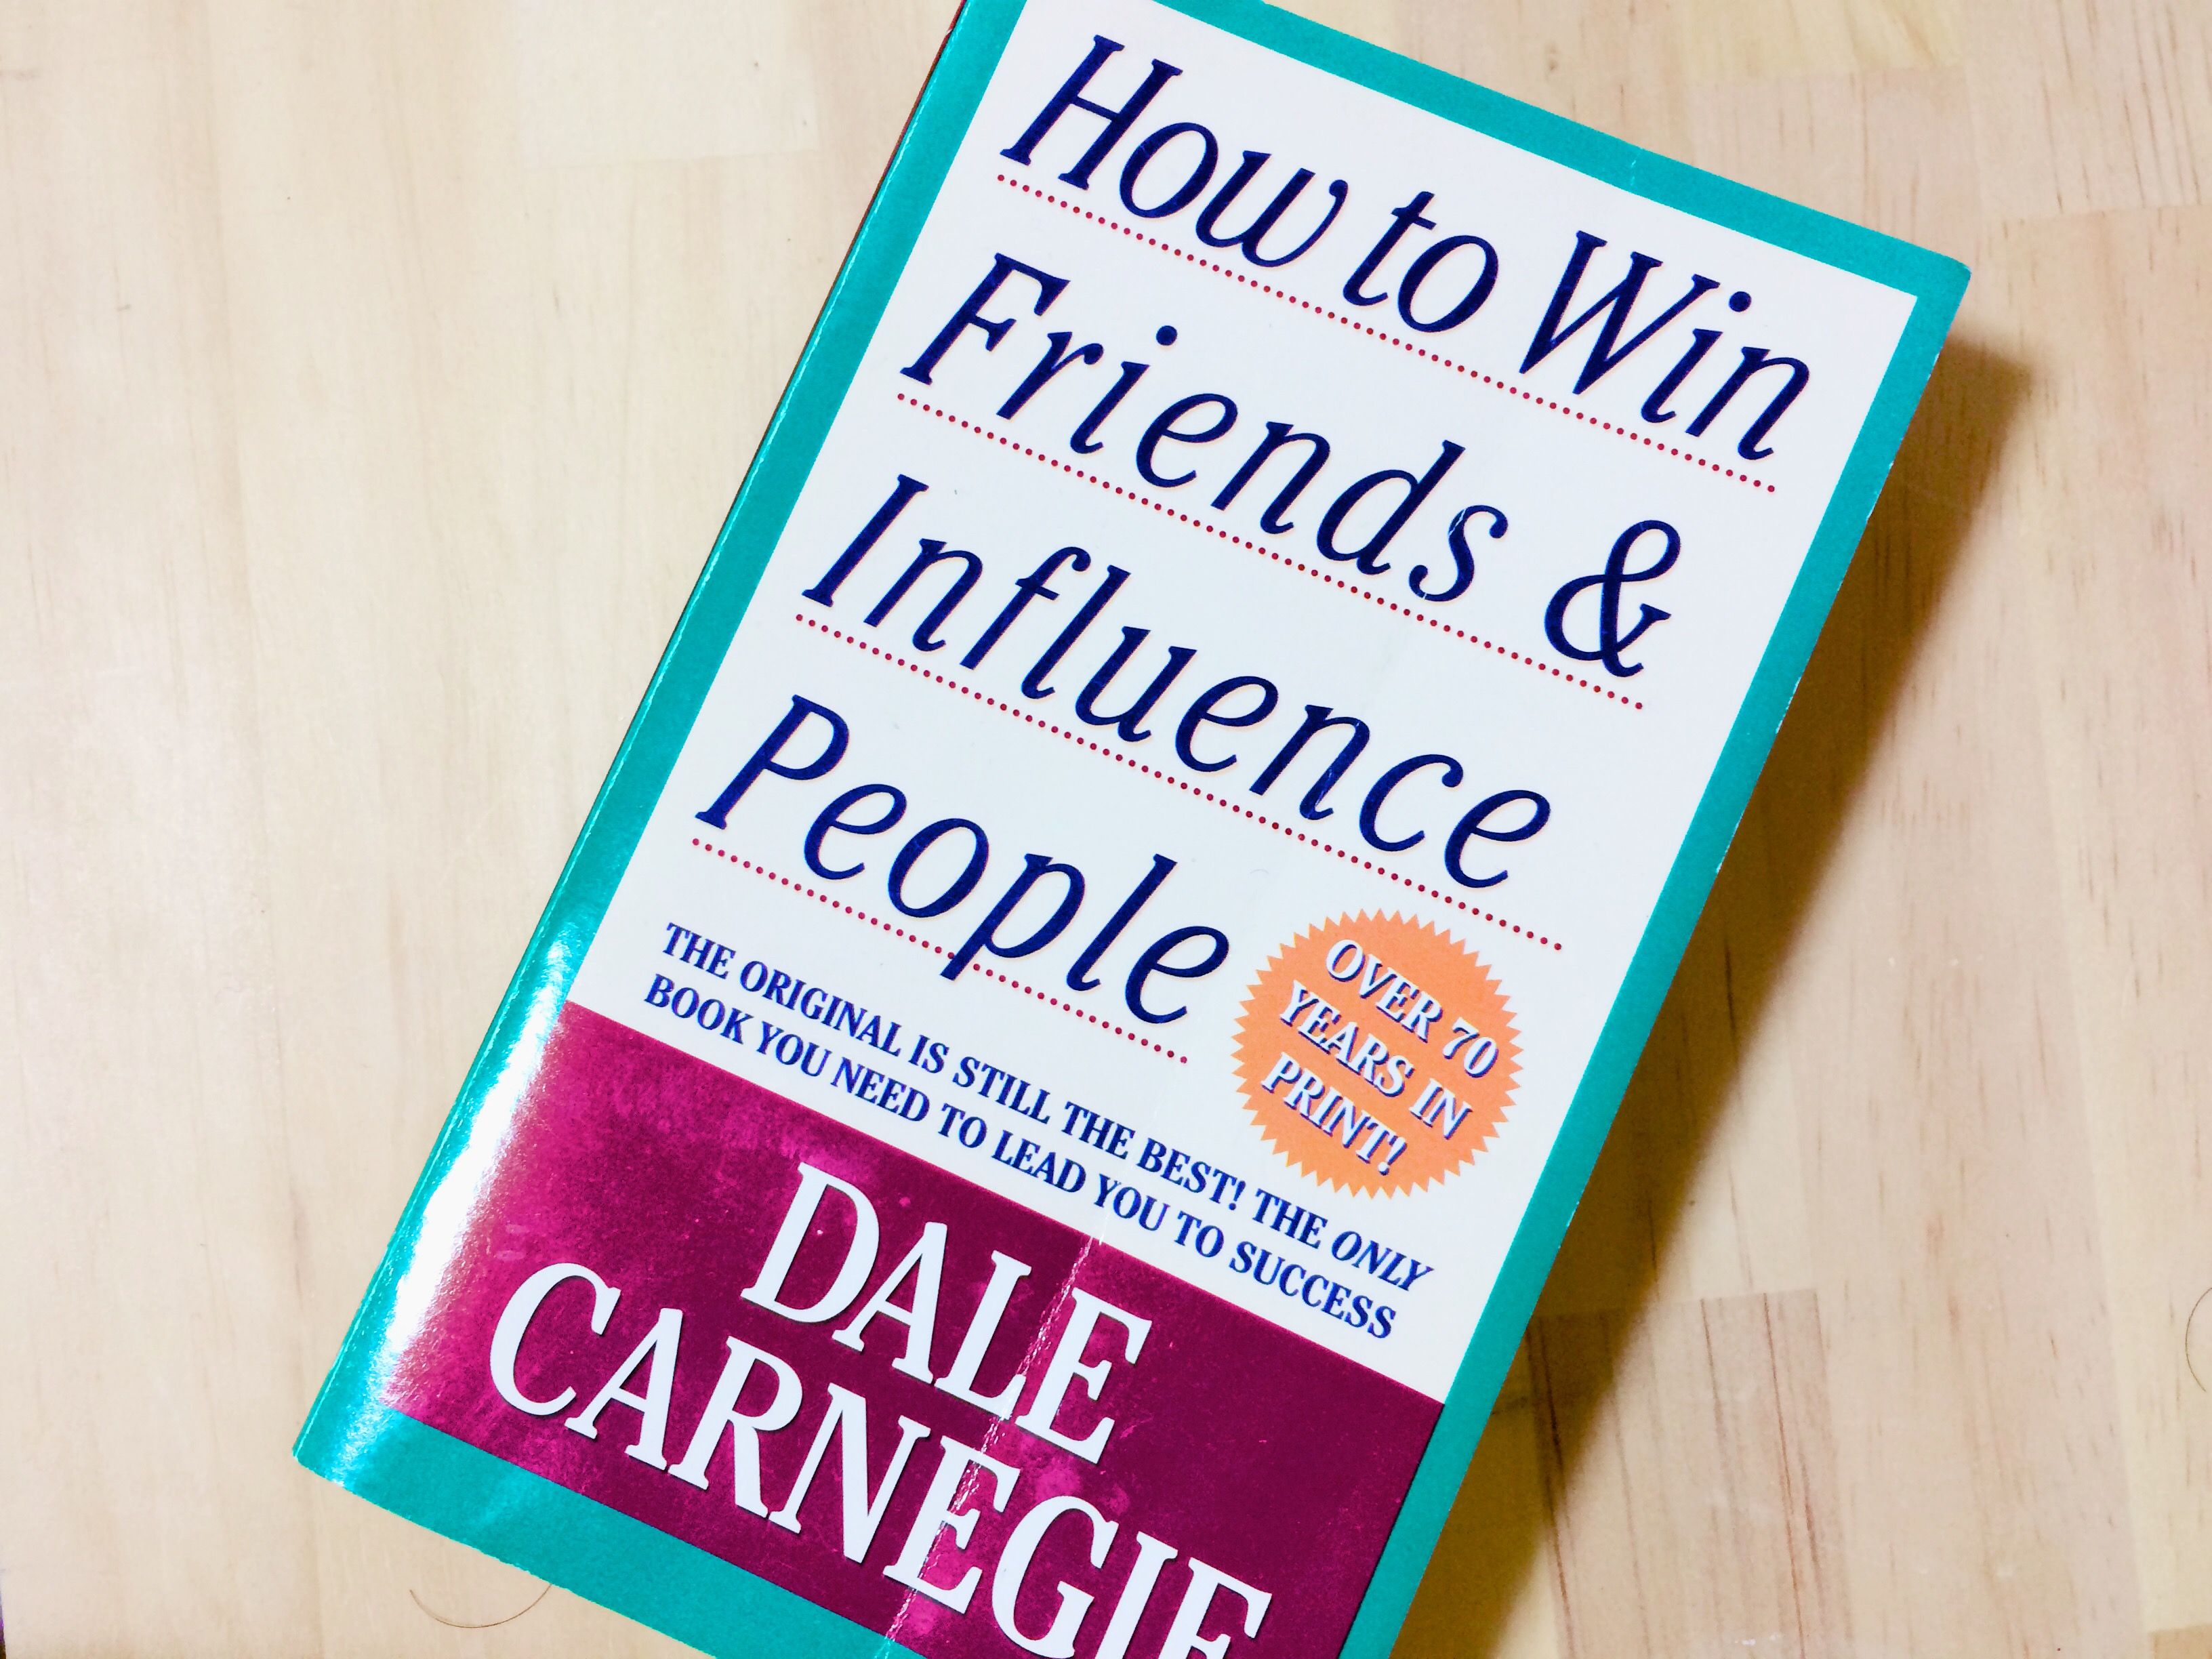 How to Win
Friends &
Influence
People
OVER 70
YEARS IN
PRINT!
THE ORIGINAL IS STILL THE BEST! THE ONLY
BOOK YOU NEED TO LEAD YOU TO SUCCESS
DALE
CARNEGIE